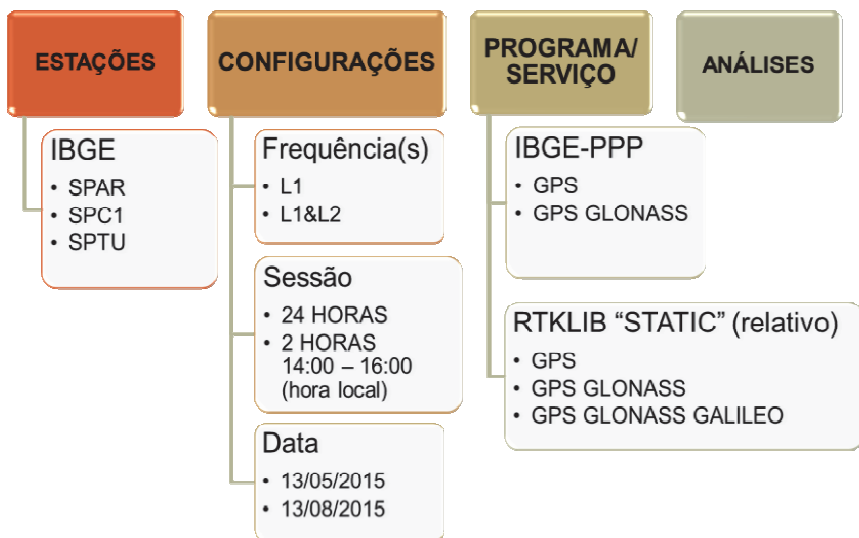 ESTAÇÕES
IBGE
• SPAR
• SPC1
• SPTU
CONFIGURAÇÕES
Frequência(s)
• L1
• L1&L2
Sessão
• 24 HORAS
• 2 HORAS
14:00 – 16:00
(hora local)
Data
• 13/05/2015
• 13/08/2015
PROGRAMA/
SERVIÇO
IBGE-PPP
• GPS
• GPS GLONASS
RTKLIB “STATIC” (relativo)
• GPS
• GPS GLONASS
• GPS GLONASS GALILEO
ANÁLISES